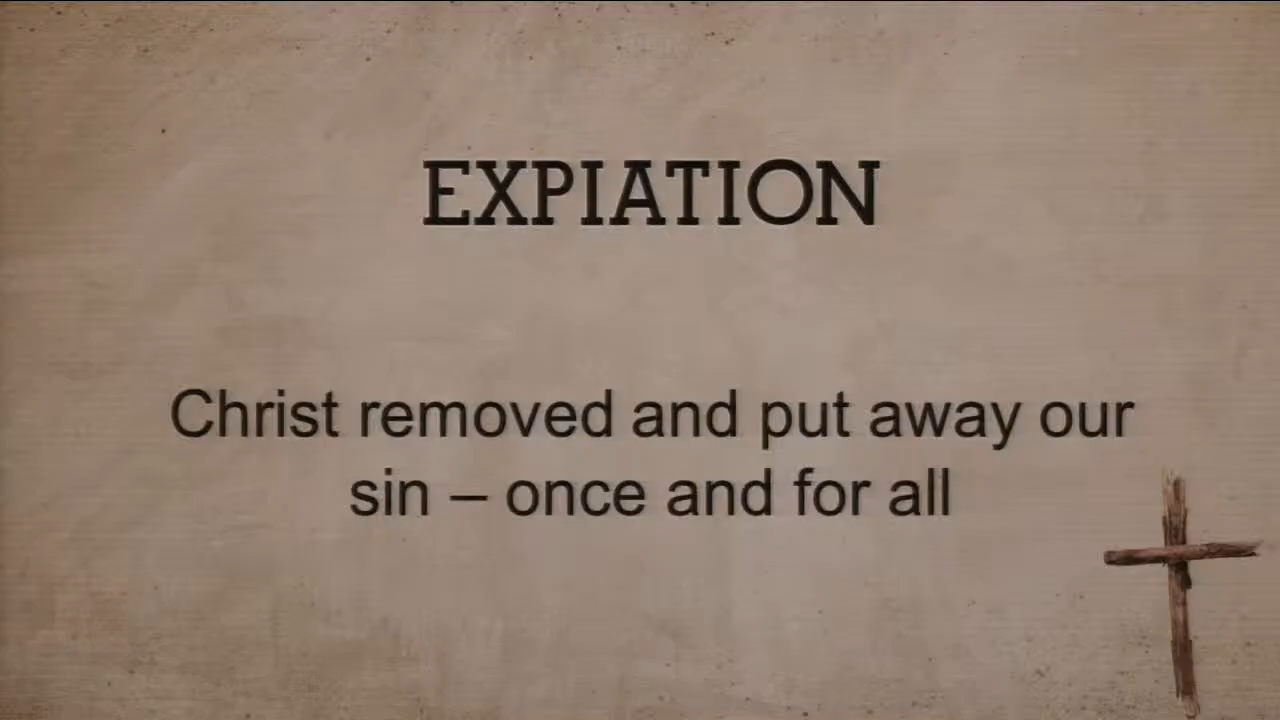 EXPIATION
Christ removed and put away our
sin – once and for all